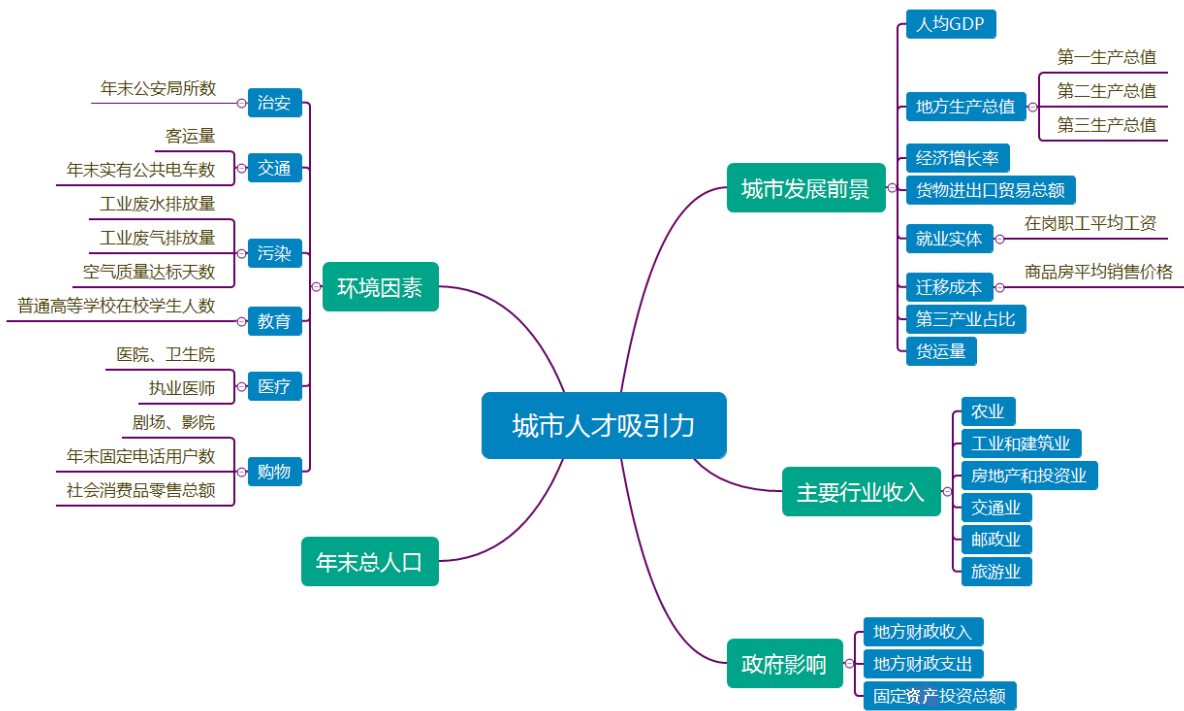 城市人才吸引力
城市发展前景
人均GDP
地方生产总值
第一生产总值
第二生产总值
第三生产总值
经济增长率
货物进出口贸易总额
就业实体
在岗职工平均工资
迁移成本
商品房平均销售价格
第三产业占比
货运量
主要行业收入
农业
工业和建筑业
房地产和投资业
交通业
邮政业
旅游业
政府影响
地方财政收入
地方财政支出
固定资产投资总额
环境因素
治安
年末公安局所数
交通
客运量
年末实有公共电车数
污染
工业废水排放量
工业废气排放量
空气质量达标天数
教育
普通高等学校在校学生人数
医疗
医院、卫生院
执业医师
购物
剧场、影院
年末固定电话用户数
社会消费品零售总额
年末总人口